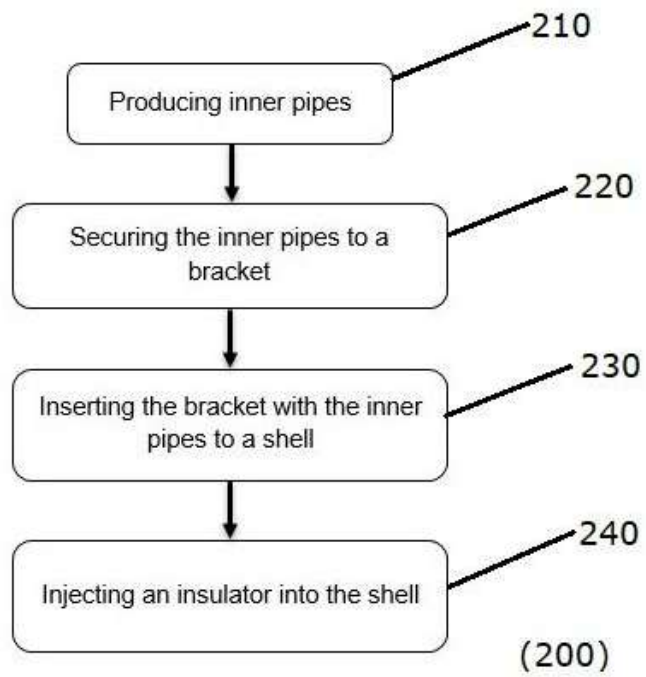 210
Producing inner pipes
220
Securing the inner pipes to a
bracket
230
Inserting the bracket with the inner
pipes to a shell
240
Injecting an insulator into the shell
(200)